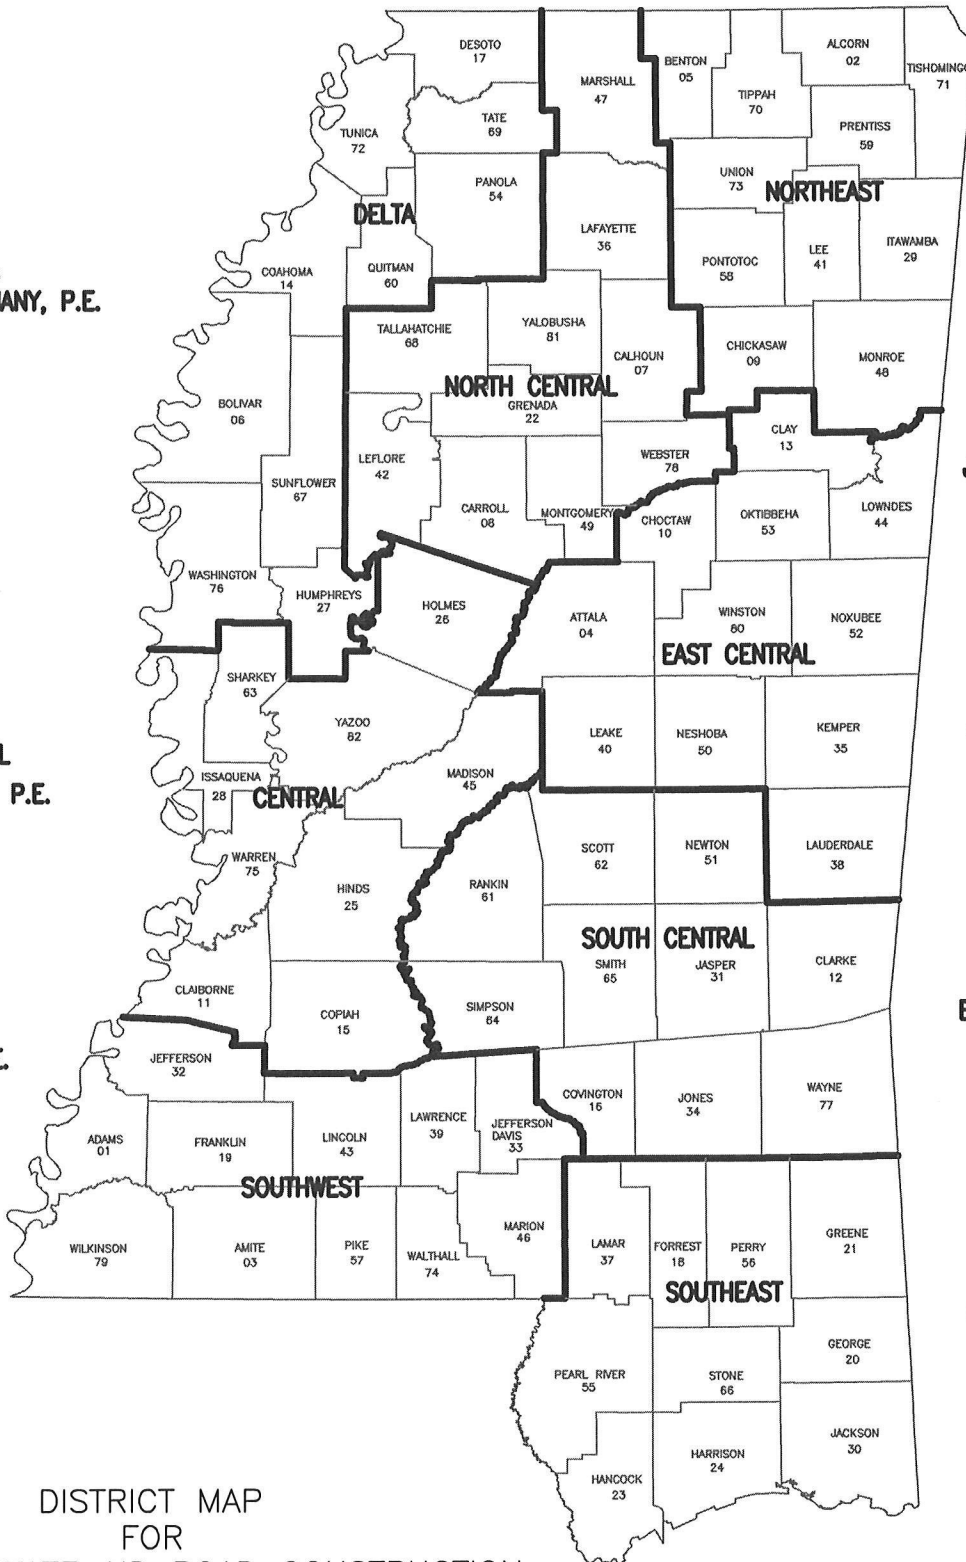 DESOTO
17
MARSHALL
47
BENTON
05
ALCORN
02
TISHOMINGO
71
TIPPAH
70
TUNICA
72
TATE
69
PRENTISS
59
PANOLA
54
UNION
73
NORTHEAST
DELTA
LAFAYETTE
36
COAHOMA
14
QUITMAN
60
PONTOTOC
58
LEE
41
ITAWAMBA
29
IANY, P.E.
TALLAHATCHIE
68
YALOBUSHA
81
CALHOUN
07
CHICKASAW
09
MONROE
48
NORTH CENTRAL
BOLIVAR
06
GRENADA
22
CLAY
13
LEFLORE
42
WEBSTER
78
SUNFLOWER
67
CARROLL
08
MONTGOMERY
49
CHOCTAW
10
OKTIBBEHA
53
LOWNDES
44
WASHINGTON
76
HUMPHREYS
27
HOLMES
26
ATTALA
04
WINSTON
80
NOXUBEE
52
EAST CENTRAL
SHARKEY
63
YAZOO
82
LEAKE
40
NESHOBA
50
KEMPER
35
L
P.E.
ISSAQUENA
28
CENTRAL
MADISON
45
WARREN
75
HINDS
25
RANKIN
61
SCOTT
62
NEWTON
51
LAUDERDALE
38
SOUTH CENTRAL
SMITH
65
JASPER
31
CLARKE
12
CLAIBORNE
11
COPIAH
15
SIMPSON
64
JEFFERSON
32
COVINGTON
16
JONES
34
WAYNE
77
ADAMS
01
FRANKLIN
19
LINCOLN
43
LAWRENCE
39
JEFFERSON
DAVIS
33
SOUTHWEST
WILKINSON
79
AMITE
03
PIKE
57
WALTHALL
74
MARION
46
LAMAR
37
FORREST
18
PERRY
56
GREENE
21
SOUTHEAST
PEARL RIVER
55
STONE
66
GEORGE
20
HANCOCK
23
HARRISON
24
JACKSON
30
DISTRICT MAP
FOR
ROAD CONSTRUCTION